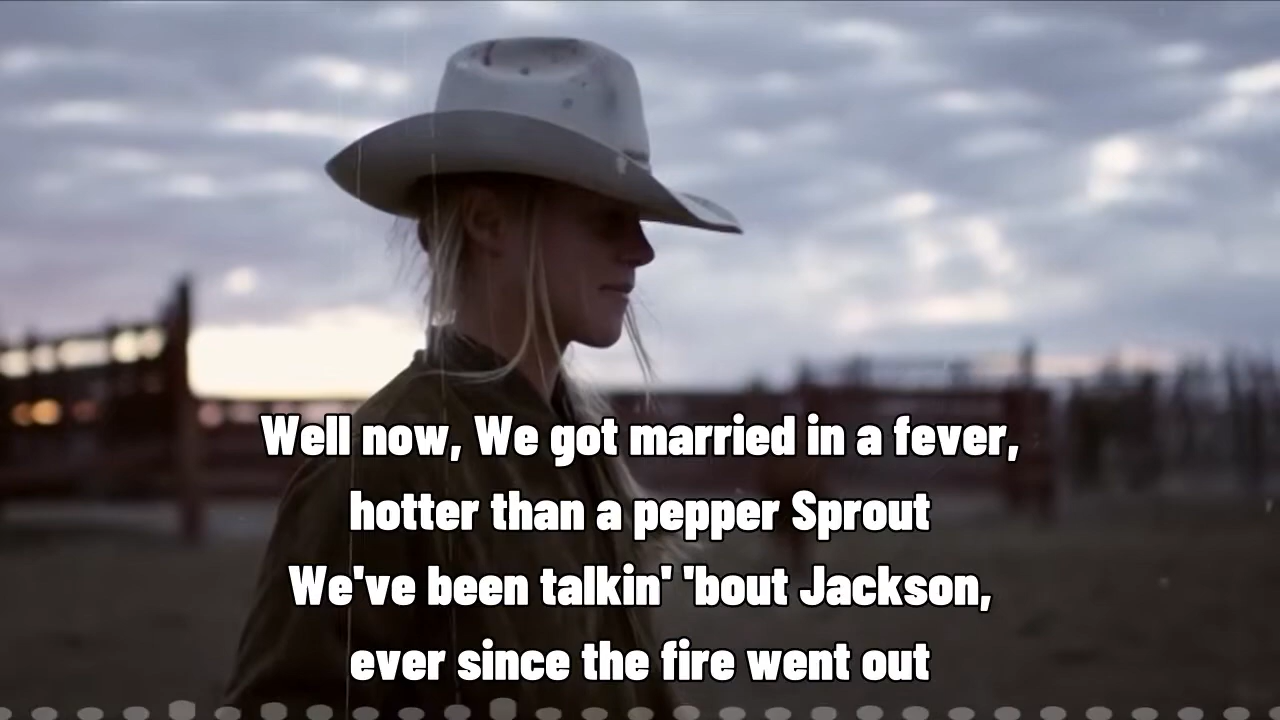 Well now, We got married in a fever,
hotter than a pepper Sprout
We've been talkin' 'bout Jackson,
ever since the fire went out